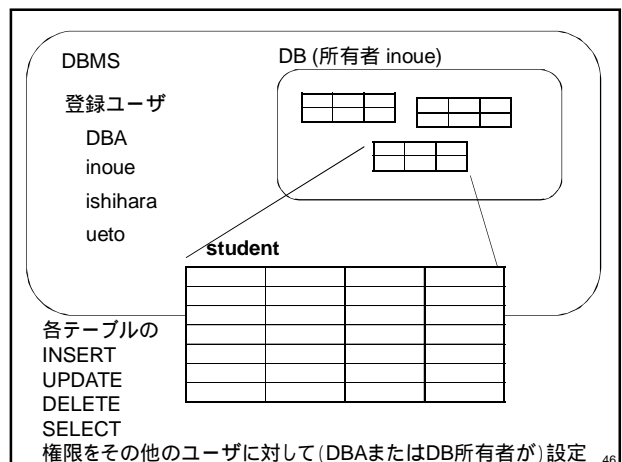 DBMS
DB (所有者 inoue)
登録ユーザ
DBA
inoue
ishihara
ueto
student
各テーブルの
INSERT
UPDATE
DELETE
SELECT
権限をその他のユーザに対して(DBAまたはDB所有者が)設定
46